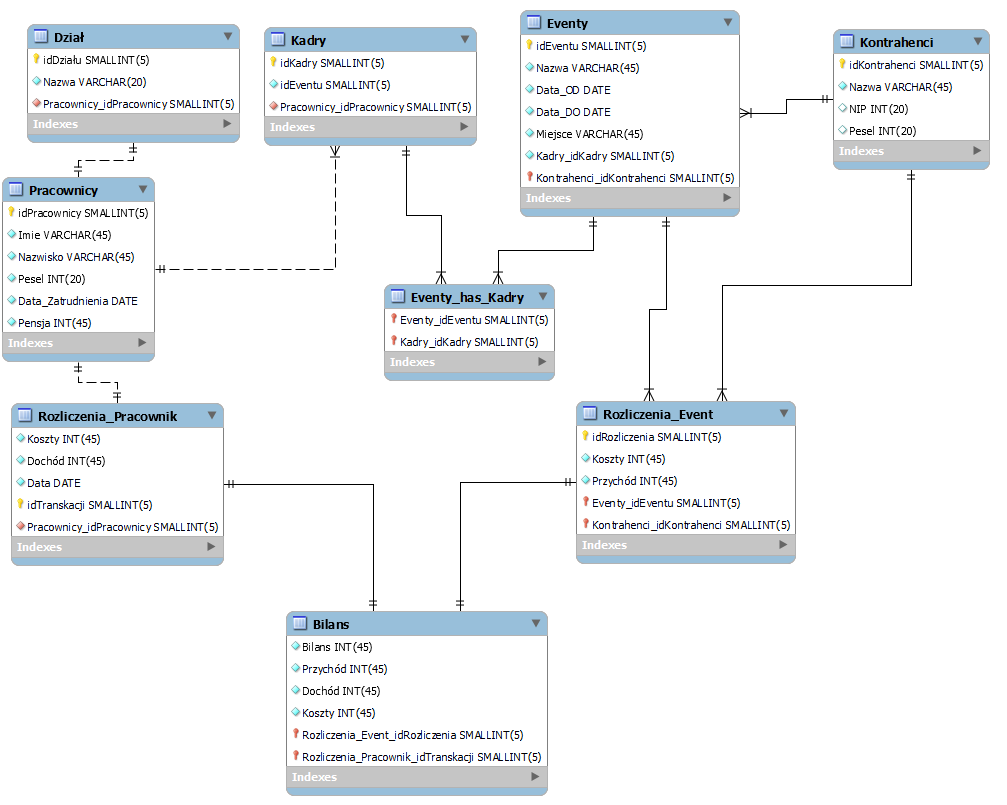 Dział
idDziału SMALLINT(5)
Nazwa VARCHAR(20)
Pracownicy_idPracownicy SMALLINT(5)
Indexes
Kadry
idKadry SMALLINT(5)
idEventu SMALLINT(5)
Pracownicy_idPracownicy SMALLINT(5)
Indexes
Eventy
idEventu SMALLINT(5)
Nazwa VARCHAR(45)
Data_OD DATE
Data_DO DATE
Miejsce VARCHAR(45)
Kadry_idKadry SMALLINT(5)
Kontrahenci_idKontrahenci SMALLINT(5)
Indexes
Kontrahenci
idKontrahenci SMALLINT(5)
Nazwa VARCHAR(45)
NIP INT(20)
Pesel INT(20)
Indexes
Pracownicy
idPracownicy SMALLINT(5)
Imie VARCHAR(45)
Nazwisko VARCHAR(45)
Pesel INT(20)
Data_Zatrudnienia DATE
Pensja INT(45)
Indexes
Eventy_has_Kadry
Eventy_idEventu SMALLINT(5)
Kadry_idKadry SMALLINT(5)
Indexes
Rozliczenia_Pracownik
Koszty INT(45)
Dochód INT(45)
Data DATE
idTranskacji SMALLINT(5)
Pracownicy_idPracownicy SMALLINT(5)
Indexes
Rozliczenia_Event
idRozliczenia SMALLINT(5)
Koszty INT(45)
Przychód INT(45)
Eventy_idEventu SMALLINT(5)
Kontrahenci_idKontrahenci SMALLINT(5)
Indexes
Bilans
Bilans INT(45)
Przychód INT(45)
Dochód INT(45)
Koszty INT(45)
Rozliczenia_Event_idRozliczenia SMALLINT(5)
Rozliczenia_Pracownik_idTranskacji SMALLINT(5)
Indexes